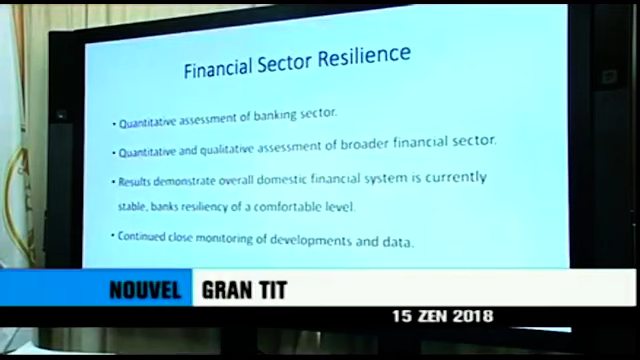 Financial Sector Resilience
• Quantitative assessment of banking sector.
• Quantitative and qualitative assessment of broader financial sector.
• Results demonstrate overall domestic financial system is currently
stable, banks resiliency of a comfortable level.
• Continued close monitoring of developments and data.
NOUVEL GRAN TIT
15 ZEN 2018